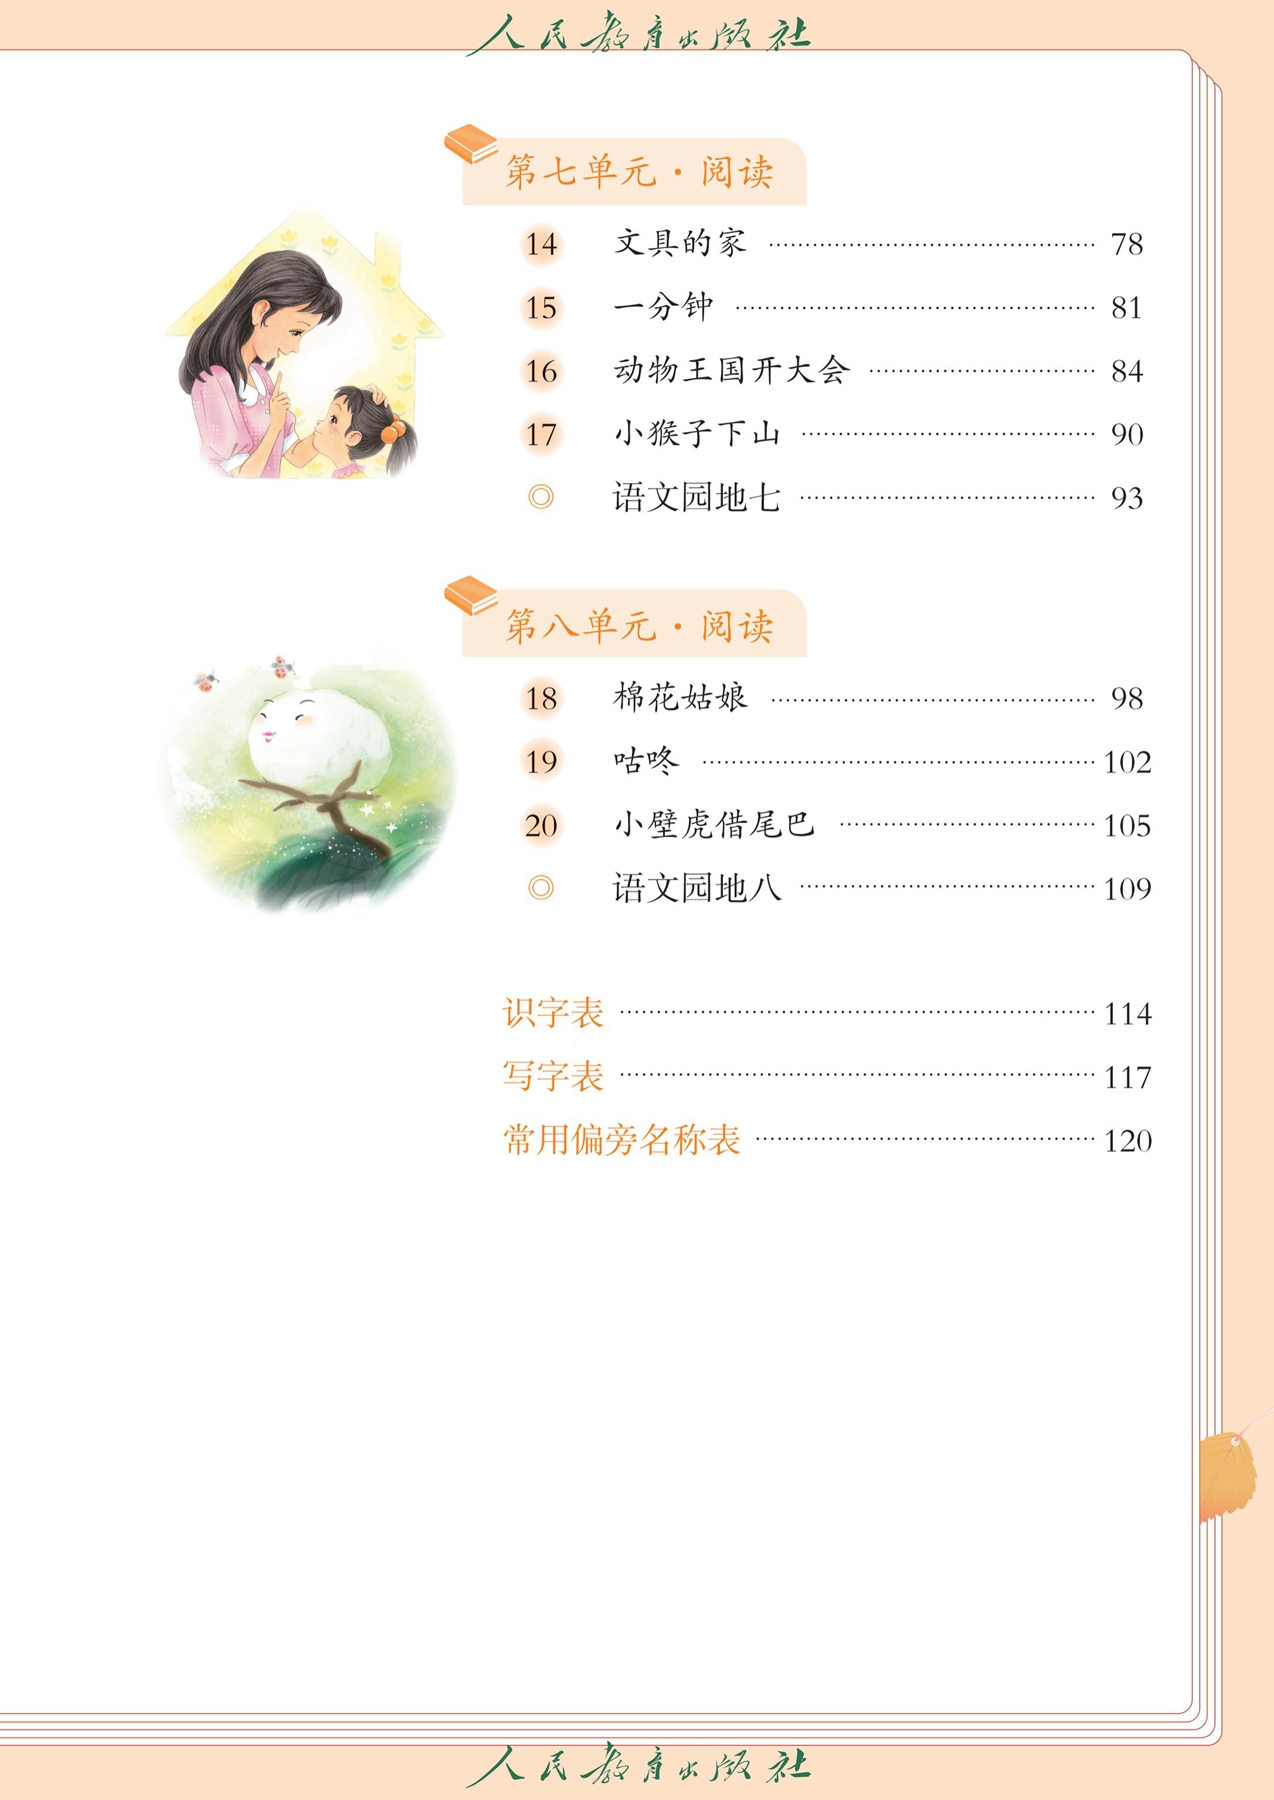 人民教育出版社
第七单元·阅读
14 文具的家 78
15 一分钟 81
16 动物王国开大会 84
17 小猴子下山 90
◎ 语文园地七 93
第八单元·阅读
18 棉花姑娘 98
19 咕咚 102
20 小壁虎借尾巴 105
◎ 语文园地八 109
识字表 114
写字表 117
常用偏旁名称表 120
人民教育出版社